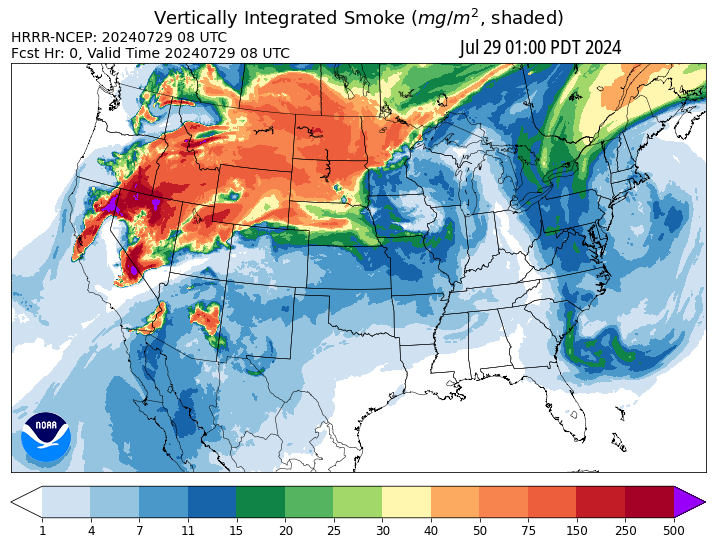 Vertically Integrated Smoke (mg/m², shaded)
HRRR-NCEP: 20240729 08 UTC
Fcst Hr: 0, Valid Time 20240729 08 UTC
Jul 29 01:00 PDT 2024
NOAA
1 4 7 11 15 20 25 30 40 50 75 150 250 500